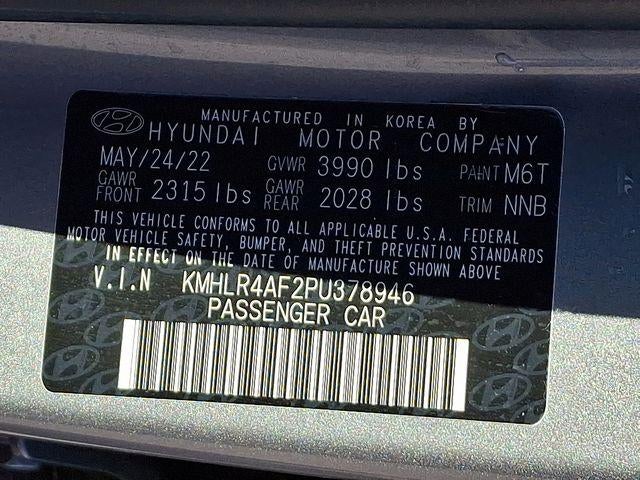 MANUFACTURED IN KOREA BY
HYUNDAI MOTOR COMPANY
MAY/24/22 GVWR 3990 lbs PAINT M6T
GAWR FRONT 2315 lbs GAWR REAR 2028 lbs TRIM NNB
THIS VEHICLE CONFORMS TO ALL APPLICABLE U.S.A. FEDERAL
MOTOR VEHICLE SAFETY, BUMPER, AND THEFT PREVENTION STANDARDS
IN EFFECT ON THE DATE OF MANUFACTURE SHOWN ABOVE
V.I.N KMHLR4AF2PU378946
PASSENGER CAR